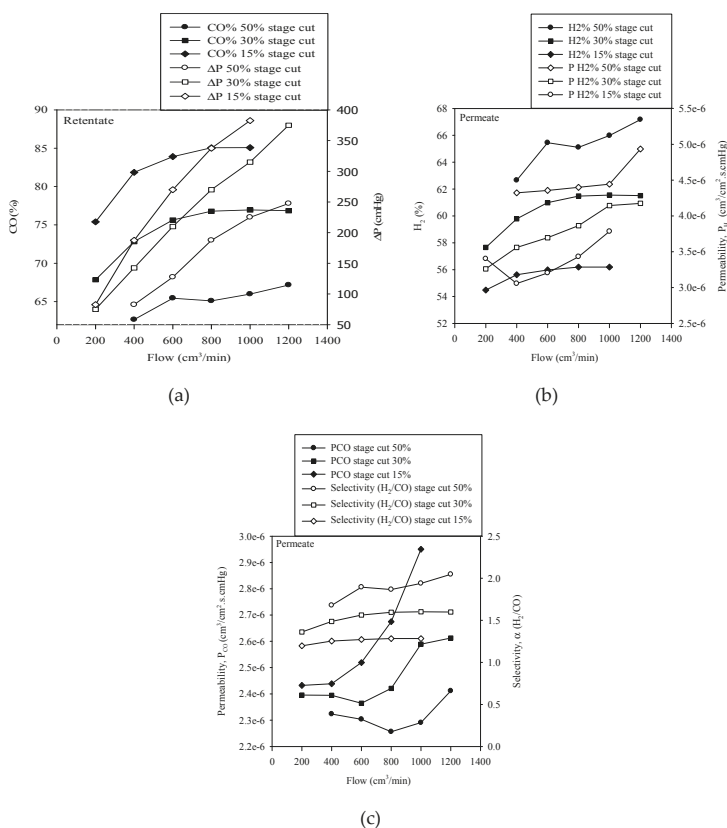 CO% 50% stage cut
CO% 30% stage cut
CO% 15% stage cut
ΔP 50% stage cut
ΔP 30% stage cut
ΔP 15% stage cut
90
85
80
75
70
65
CO(%)
Retentate
400
350
300
250
200
150
100
50
ΔP (cmHg)
0 200 400 600 800 1000 1200 1400
Flow (cm³/min)
(a)
H2% 50% stage cut
H2% 30% stage cut
H2% 15% stage cut
P H2% 50% stage cut
P H2% 30% stage cut
P H2% 15% stage cut
68
66
64
62
60
58
56
54
52
H₂ (%)
Permeate
5.5e-6
5.0e-6
4.5e-6
4.0e-6
3.5e-6
3.0e-6
2.5e-6
Permeability, P (cm³/cm².s.cmHg)
0 200 400 600 800 1000 1200 1400
Flow (cm³/min)
(b)
PCO stage cut 50%
PCO stage cut 30%
PCO stage cut 15%
Selectivity (H₂/CO) stage cut 50%
Selectivity (H₂/CO) stage cut 30%
Selectivity (H₂/CO) stage cut 15%
3.0e-6
2.9e-6
2.8e-6
2.7e-6
2.6e-6
2.5e-6
2.4e-6
2.3e-6
2.2e-6
Permeability, P_CO (cm³/cm².s.cmHg)
Permeate
2.5
2.0
1.5
1.0
0.5
0.0
Selectivity, α (H₂/CO)
0 200 400 600 800 1000 1200 1400
Flow (cm³/min)
(c)